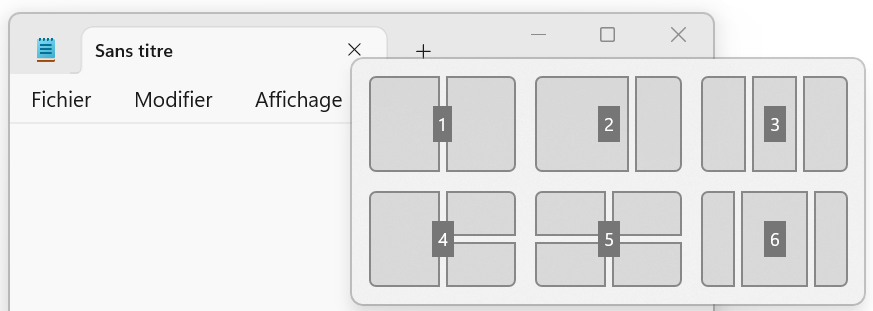 Sans titre
Fichier Modifier Affichage
1 2 3
4 5 6